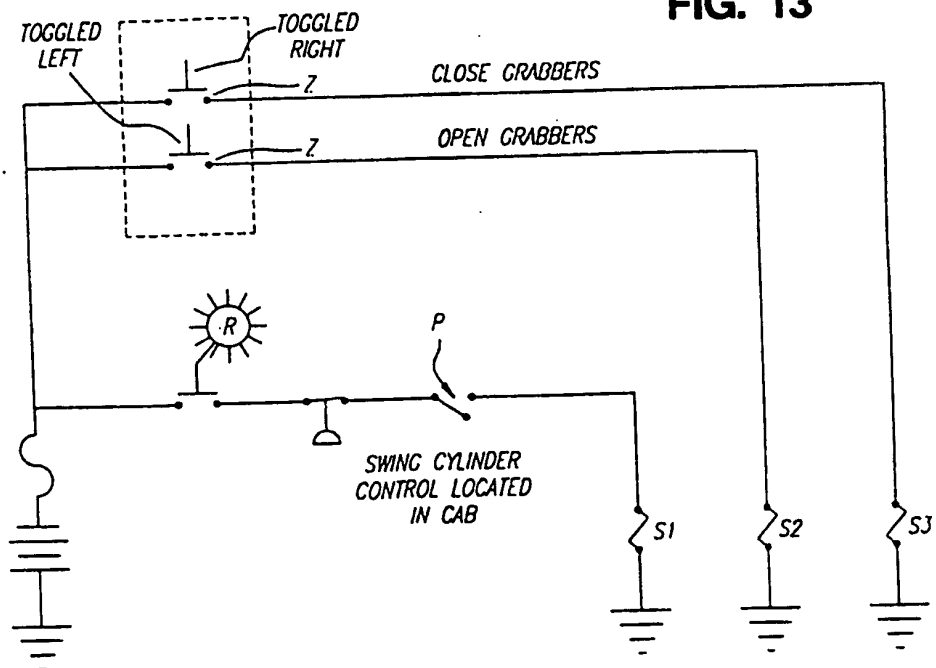 FIG. 13
TOGGLED
LEFT
TOGGLED
RIGHT
Z
CLOSE GRABBERS
Z
OPEN GRABBERS
R
P
SWING CYLINDER
CONTROL LOCATED
IN CAB
S1
S2
S3